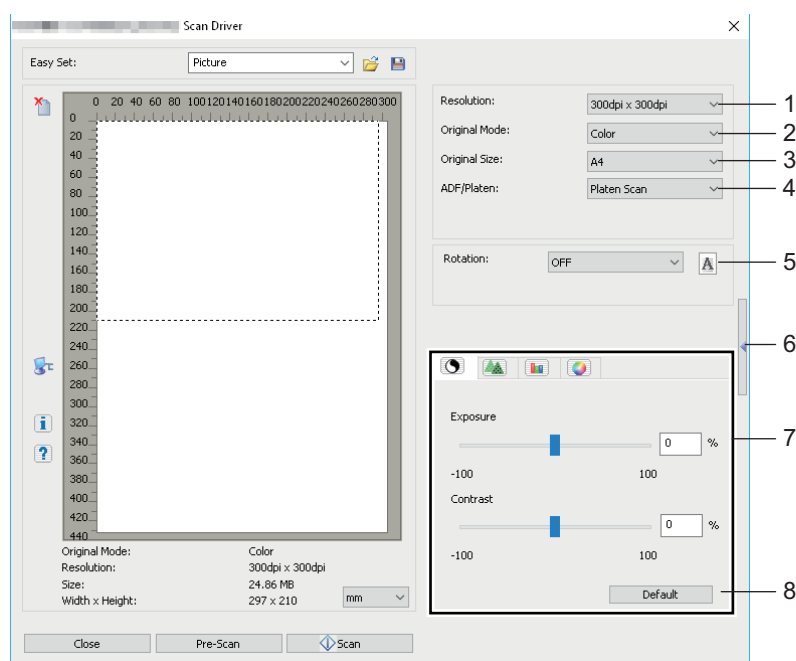 Scan Driver
Easy Set: Picture
0 20 40 60 80 100 120 140 160 180 200 220 240 260 280 300
0
20
40
60
80
100
120
140
160
180
200
220
240
260
280
300
320
340
360
380
400
420
440
Original Mode: Color
Resolution: 300dpi x 300dpi
Size: 24.86 MB
Width x Height: 297 x 210 mm
Close Pre-Scan Scan
Resolution: 300dpi x 300dpi 1
Original Mode: Color 2
Original Size: A4 3
ADF/Platen: Platen Scan 4
Rotation: OFF A 5
6
Exposure
0 % 7
-100 100
Contrast
0 %
-100 100
Default 8